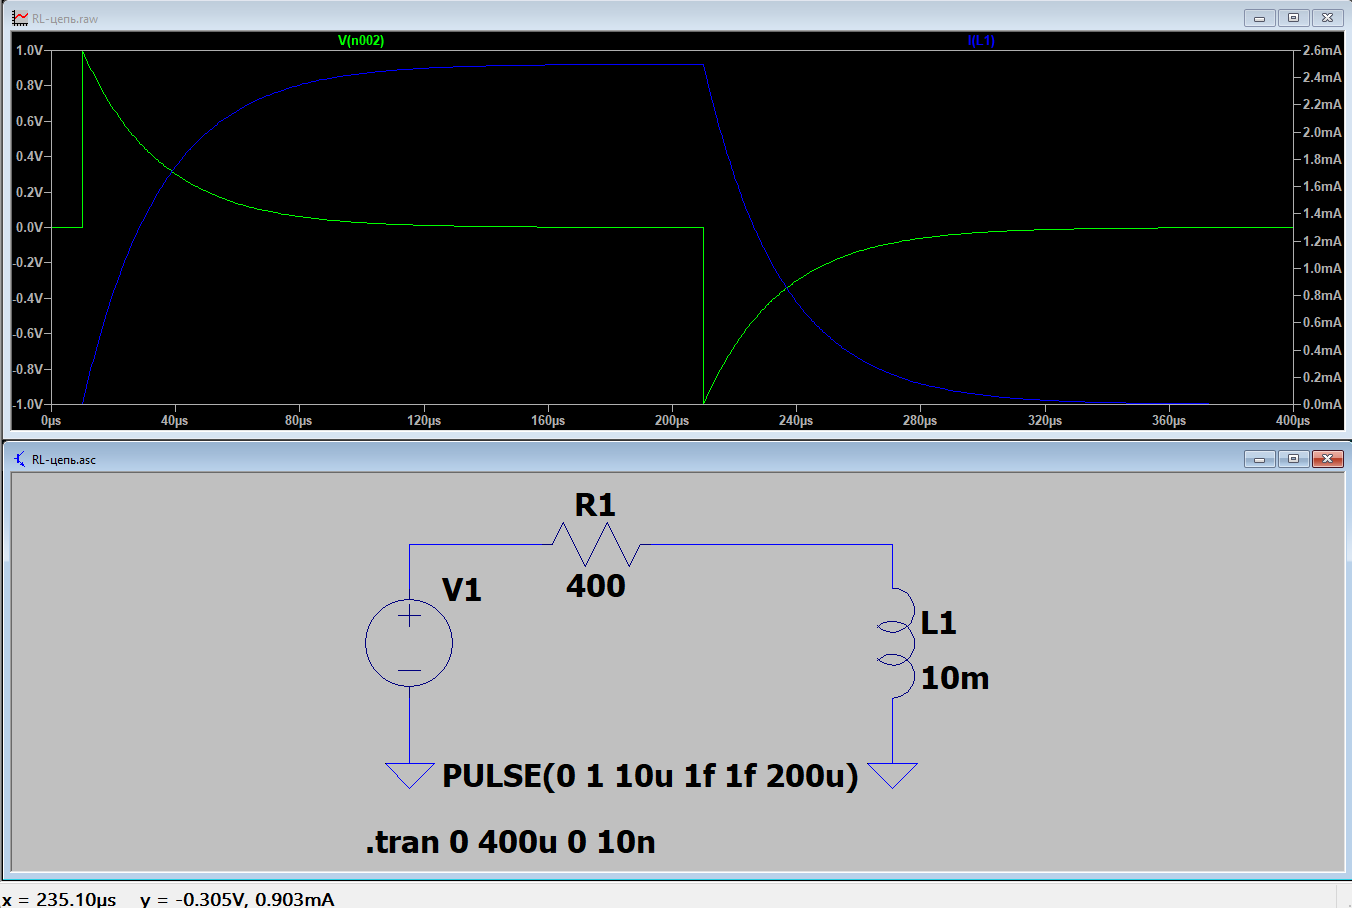 RL-цепь.raw
V(n002) I(L1)
1.0V 2.6mA
0.8V 2.4mA
2.2mA
0.6V 2.0mA
0.4V 1.8mA
0.2V 1.6mA
1.4mA
0.0V 1.2mA
-0.2V 1.0mA
-0.4V 0.8mA
0.6mA
-0.6V 0.4mA
-0.8V 0.2mA
-1.0V 0.0mA
0µs 40µs 80µs 120µs 160µs 200µs 240µs 280µs 320µs 360µs 400µs
RL-цепь.asc
R1
400
V1
L1
10m
PULSE(0 1 10u 1f 1f 200u)
.tran 0 400u 0 10n
x = 235.10µs y = -0.305V, 0.903mA